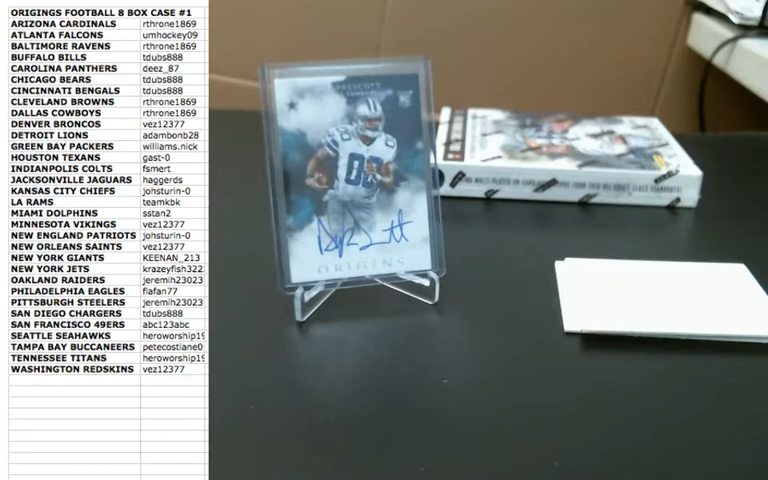 ORIGINGS FOOTBALL 8 BOX CASE #1
ARIZONA CARDINALS rthrone1869
ATLANTA FALCONS umhockey09
BALTIMORE RAVENS rthrone1869
BUFFALO BILLS tdubs888
CAROLINA PANTHERS deez_87
CHICAGO BEARS tdubs888
CINCINNATI BENGALS tdubs888
CLEVELAND BROWNS rthrone1869
DALLAS COWBOYS rthrone1869
DENVER BRONCOS vez12377
DETROIT LIONS adambonb28
GREEN BAY PACKERS williams.nick
HOUSTON TEXANS gast-0
INDIANPOLIS COLTS fsmert
JACKSONVILLE JAGUARS haggerds
KANSAS CITY CHIEFS johsturin-0
LA RAMS teamkbk
MIAMI DOLPHINS sstan2
MINNESOTA VIKINGS vez12377
NEW ENGLAND PATRIOTS johsturin-0
NEW ORLEANS SAINTS vez12377
NEW YORK GIANTS KEENAN_213
NEW YORK JETS krazeyfish322
OAKLAND RAIDERS jeremih23023
PHILADELPHIA EAGLES flafan77
PITTSBURGH STEELERS jeremih23023
SAN DIEGO CHARGERS tdubs888
SAN FRANCISCO 49ERS abc123abc
SEATTLE SEAHAWKS heroworship19
TAMPA BAY BUCCANEERS petecostlane0
TENNESSEE TITANS heroworship19
WASHINGTON REDSKINS vez12377
PRESCOTT
00
ORIGINS